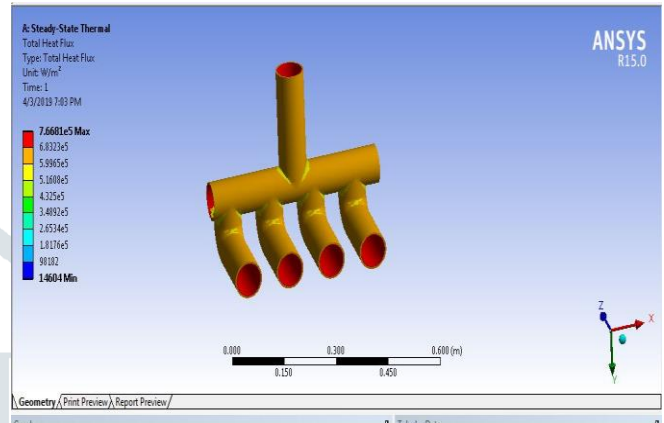 A: Steady-State Thermal
Total Heat Flux
Type: Total Heat Flux
Unit: W/m²
Time: 1
4/3/2019 7:03 PM
7.6681e5 Max
6.8323e5
5.9965e5
5.1608e5
4.325e5
3.4892e5
2.6534e5
1.8176e5
98182
14604 Min
ANSYS
R15.0
0.000
0.300
0.600 (m)
0.150
0.450
Z
X
Y
Geometry / Print Preview / Report Preview /